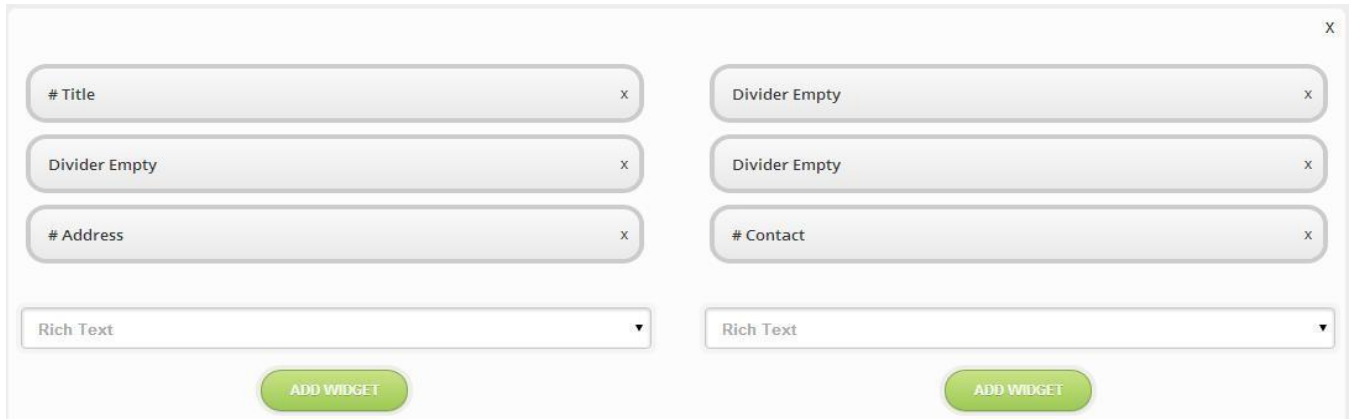 x
# Title x
Divider Empty x
# Address x
Rich Text
ADD WIDGET
Divider Empty x
Divider Empty x
# Contact x
Rich Text
ADD WIDGET